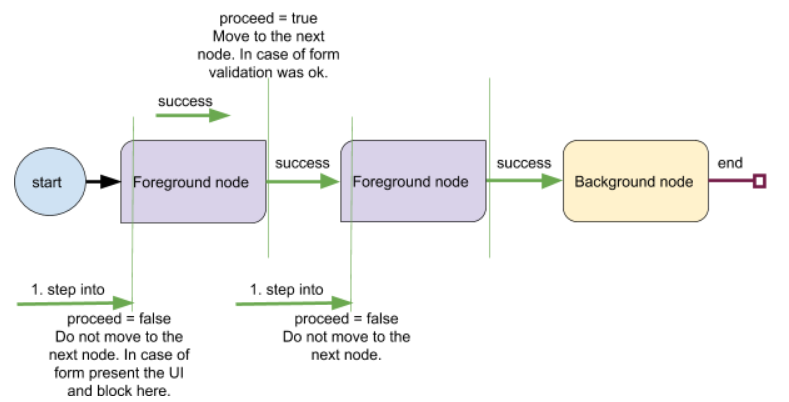 proceed = true
Move to the next
node. In case of form
validation was ok.
success
start
Foreground node
success
Foreground node
success
Background node
end
1. step into
proceed = false
Do not move to the
next node. In case of
form present the UI
and block here.
1. step into
proceed = false
Do not move to the
next node.